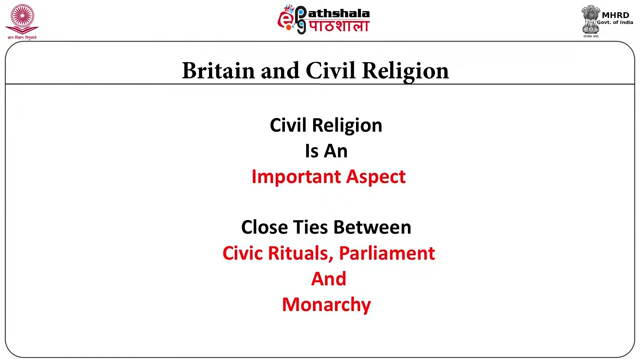 Pathshala
पाठशाला
MHRD
Govt. of India
Britain and Civil Religion
Civil Religion
Is An
Important Aspect
Close Ties Between
Civic Rituals, Parliament
And
Monarchy